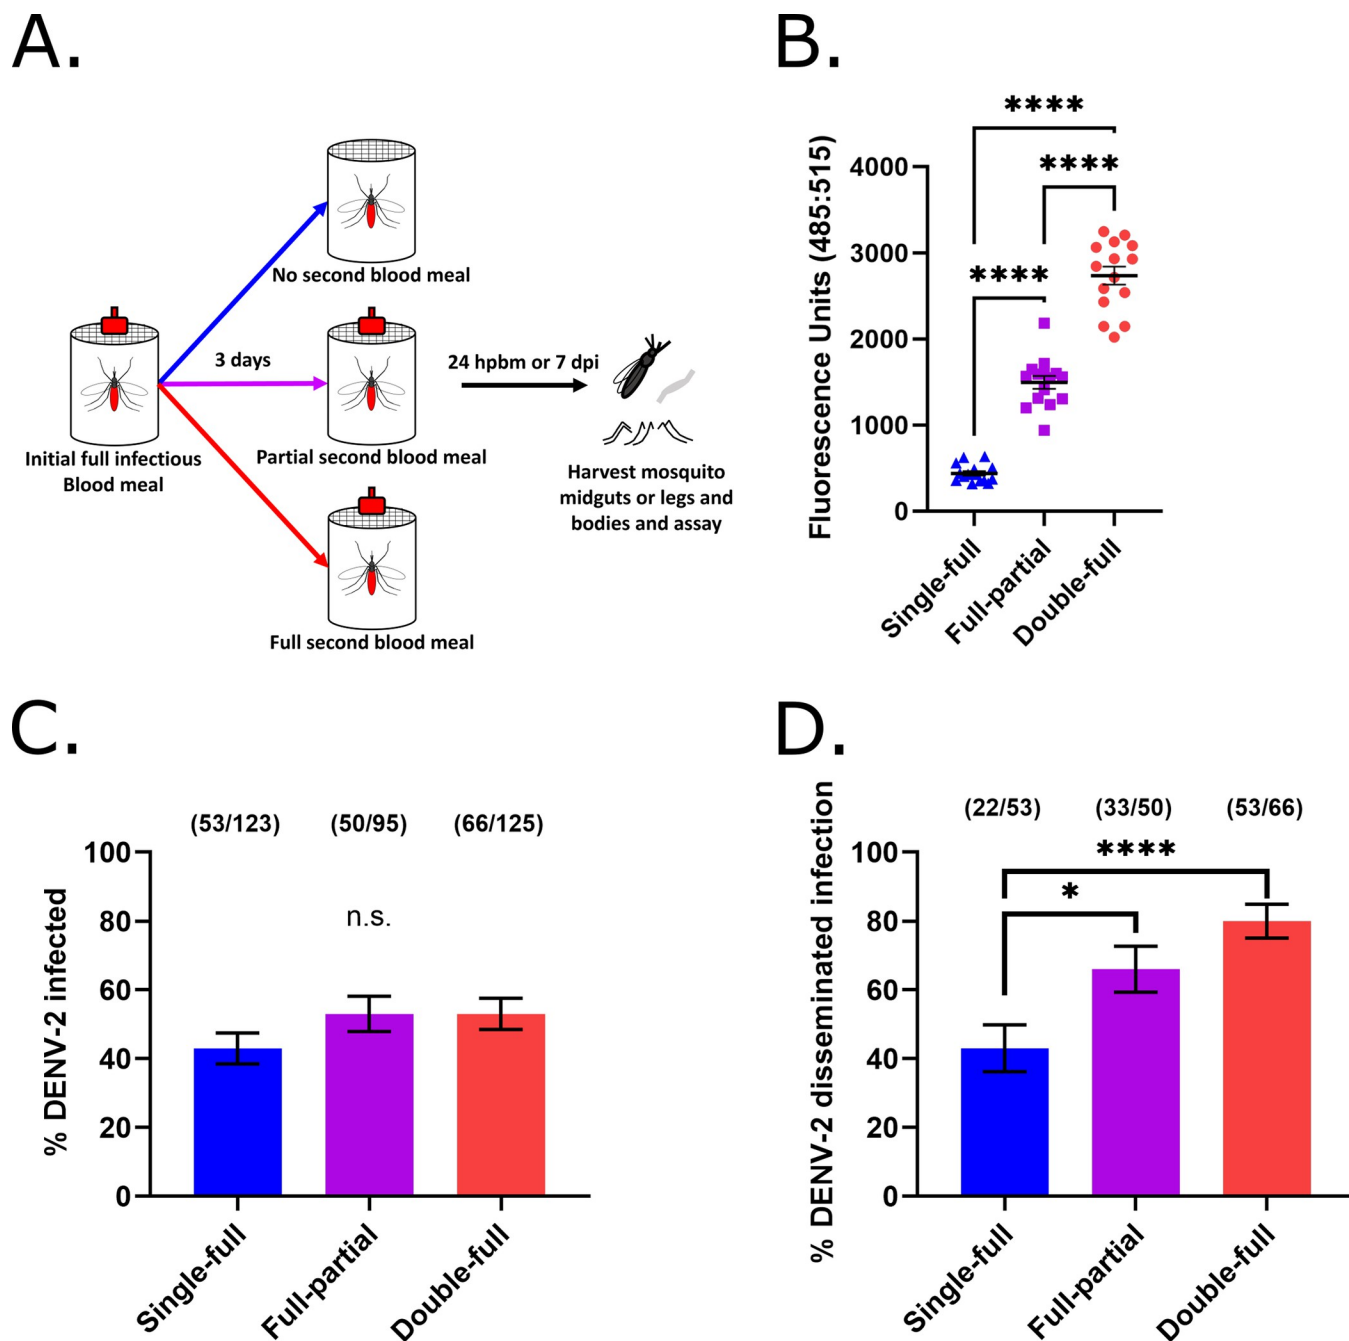 A.
No second blood meal
3 days
Initial full infectious
Blood meal
Partial second blood meal
Full second blood meal
24 hpbm or 7 dpi
Harvest mosquito
midguts or legs and
bodies and assay
B.
Fluorescence Units (485:515)
4000
3000
2000
1000
0
****
****
****
Single-full
Full-partial
Double-full
C.
% DENV-2 infected
(53/123)
(50/95)
(66/125)
100
80
60
40
20
0
n.s.
Single-full
Full-partial
Double-full
D.
% DENV-2 disseminated infection
(22/53)
(33/50)
(53/66)
****
*
100
80
60
40
20
0
Single-full
Full-partial
Double-full